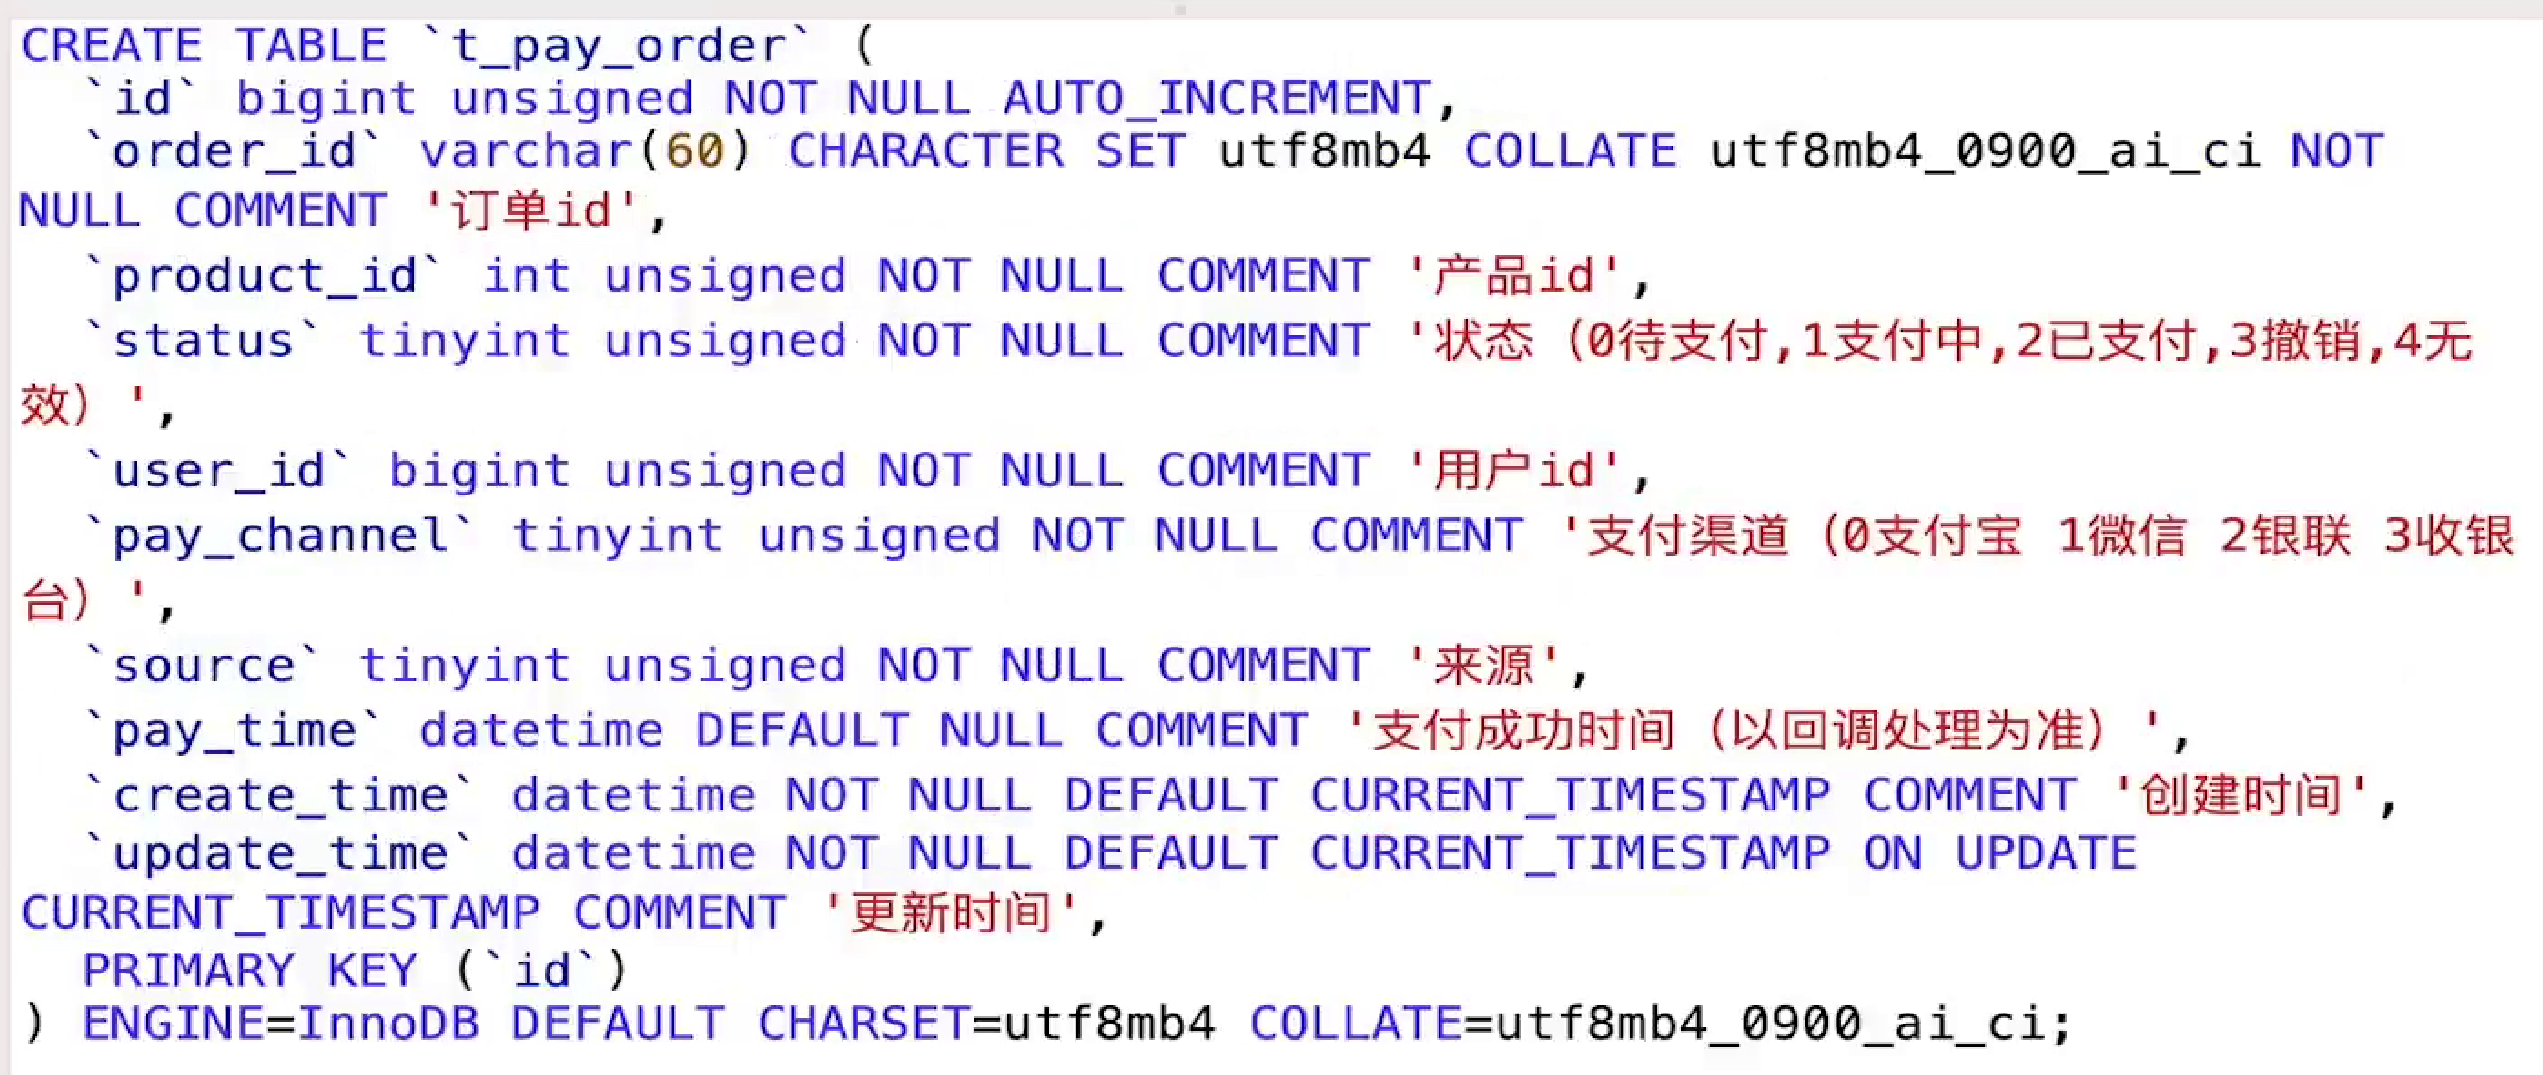 CREATE TABLE `t_pay_order` (
  `id` bigint unsigned NOT NULL AUTO_INCREMENT,
  `order_id` varchar(60) CHARACTER SET utf8mb4 COLLATE utf8mb4_0900_ai_ci NOT
NULL COMMENT '订单id',
  `product_id` int unsigned NOT NULL COMMENT '产品id',
  `status` tinyint unsigned NOT NULL COMMENT '状态（0待支付,1支付中,2已支付,3撤销,4无
效）',
  `user_id` bigint unsigned NOT NULL COMMENT '用户id',
  `pay_channel` tinyint unsigned NOT NULL COMMENT '支付渠道（0支付宝 1微信 2银联 3收银
台）',
  `source` tinyint unsigned NOT NULL COMMENT '来源',
  `pay_time` datetime DEFAULT NULL COMMENT '支付成功时间（以回调处理为准）',
  `create_time` datetime NOT NULL DEFAULT CURRENT_TIMESTAMP COMMENT '创建时间',
  `update_time` datetime NOT NULL DEFAULT CURRENT_TIMESTAMP ON UPDATE
CURRENT_TIMESTAMP COMMENT '更新时间',
  PRIMARY KEY (`id`)
) ENGINE=InnoDB DEFAULT CHARSET=utf8mb4 COLLATE=utf8mb4_0900_ai_ci;